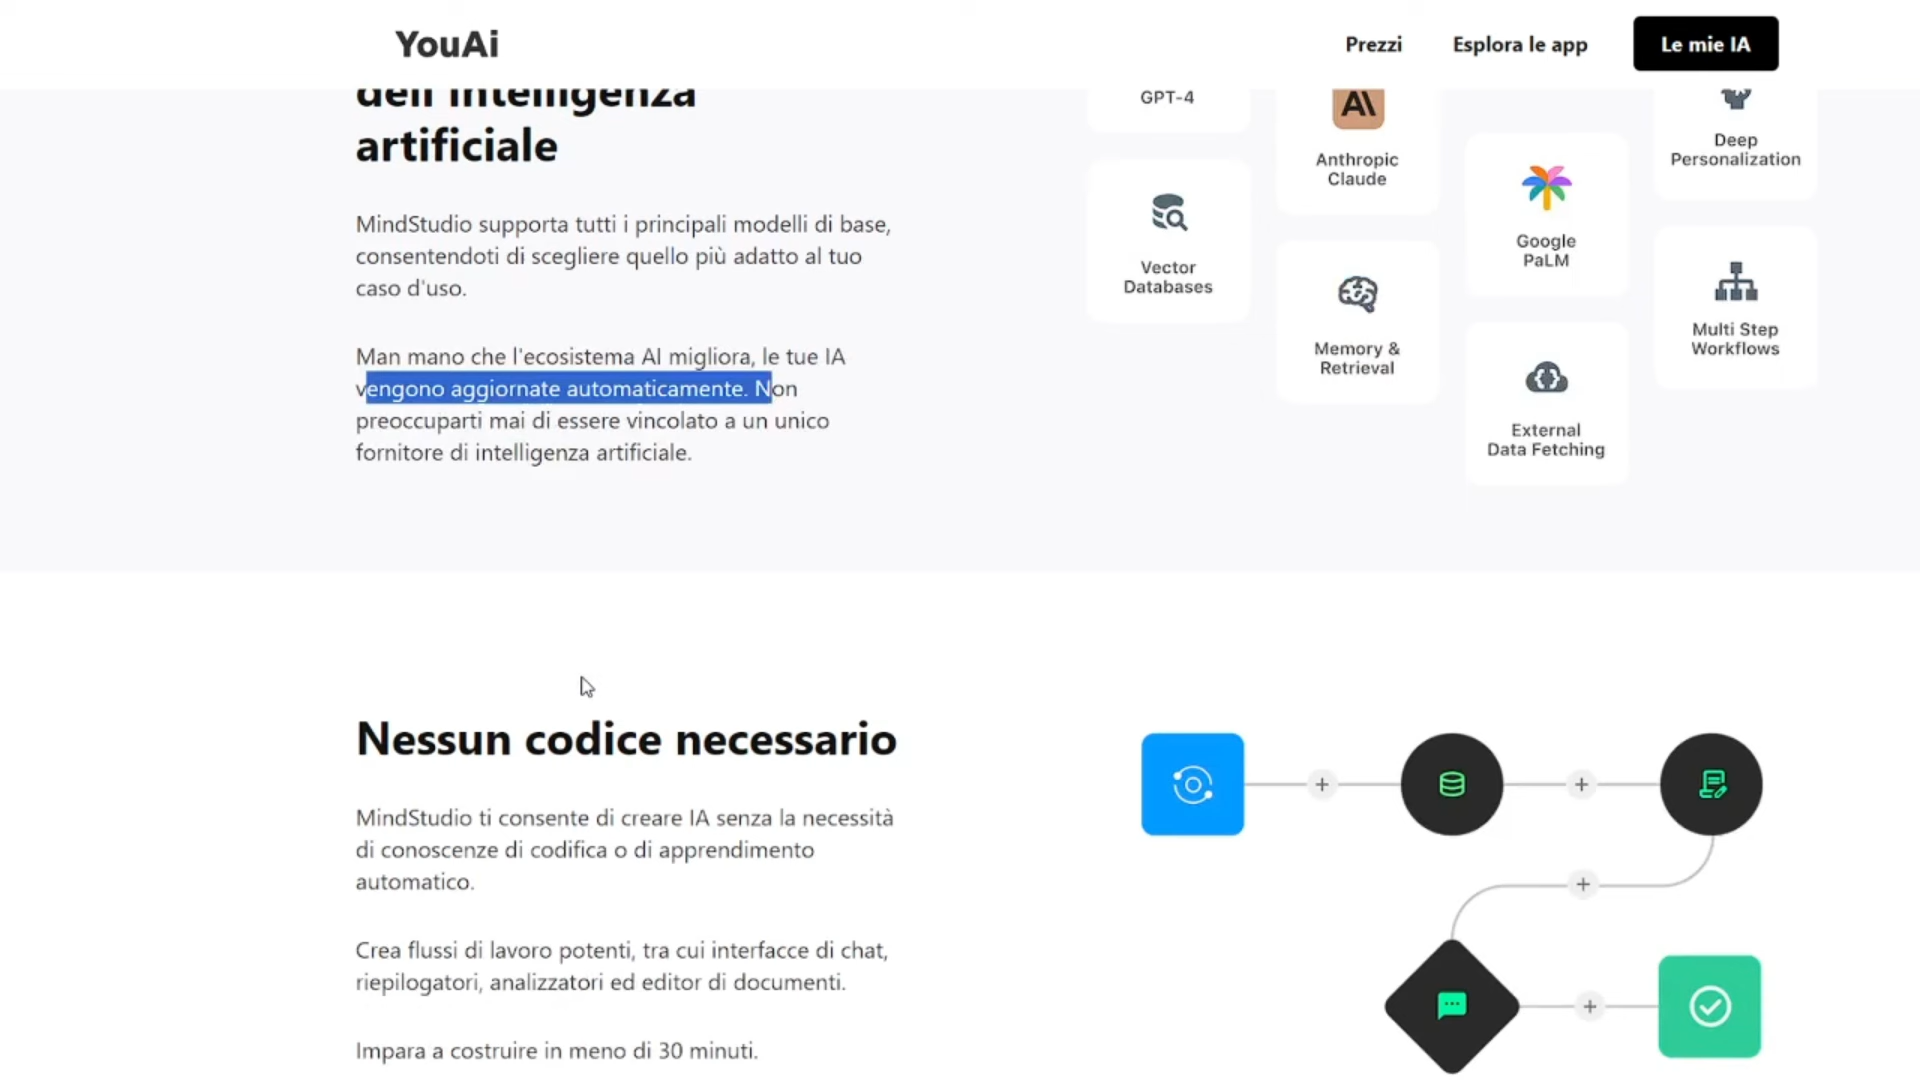 YouAi
Prezzi
Esplora le app
Le mie IA
dell'intelligenza
artificiale
MindStudio supporta tutti i principali modelli di base,
consentendoti di scegliere quello più adatto al tuo
caso d'uso.
Man mano che l'ecosistema AI migliora, le tue IA
vengono aggiornate automaticamente. Non
preoccuparti mai di essere vincolato a un unico
fornitore di intelligenza artificiale.
GPT-4
Vector
Databases
Anthropic
Claude
Memory &
Retrieval
Google
PaLM
External
Data Fetching
Deep
Personalization
Multi Step
Workflows
Nessun codice necessario
MindStudio ti consente di creare IA senza la necessità
di conoscenze di codifica o di apprendimento
automatico.
Crea flussi di lavoro potenti, tra cui interfacce di chat,
riepilogatori, analizzatori ed editor di documenti.
Impara a costruire in meno di 30 minuti.